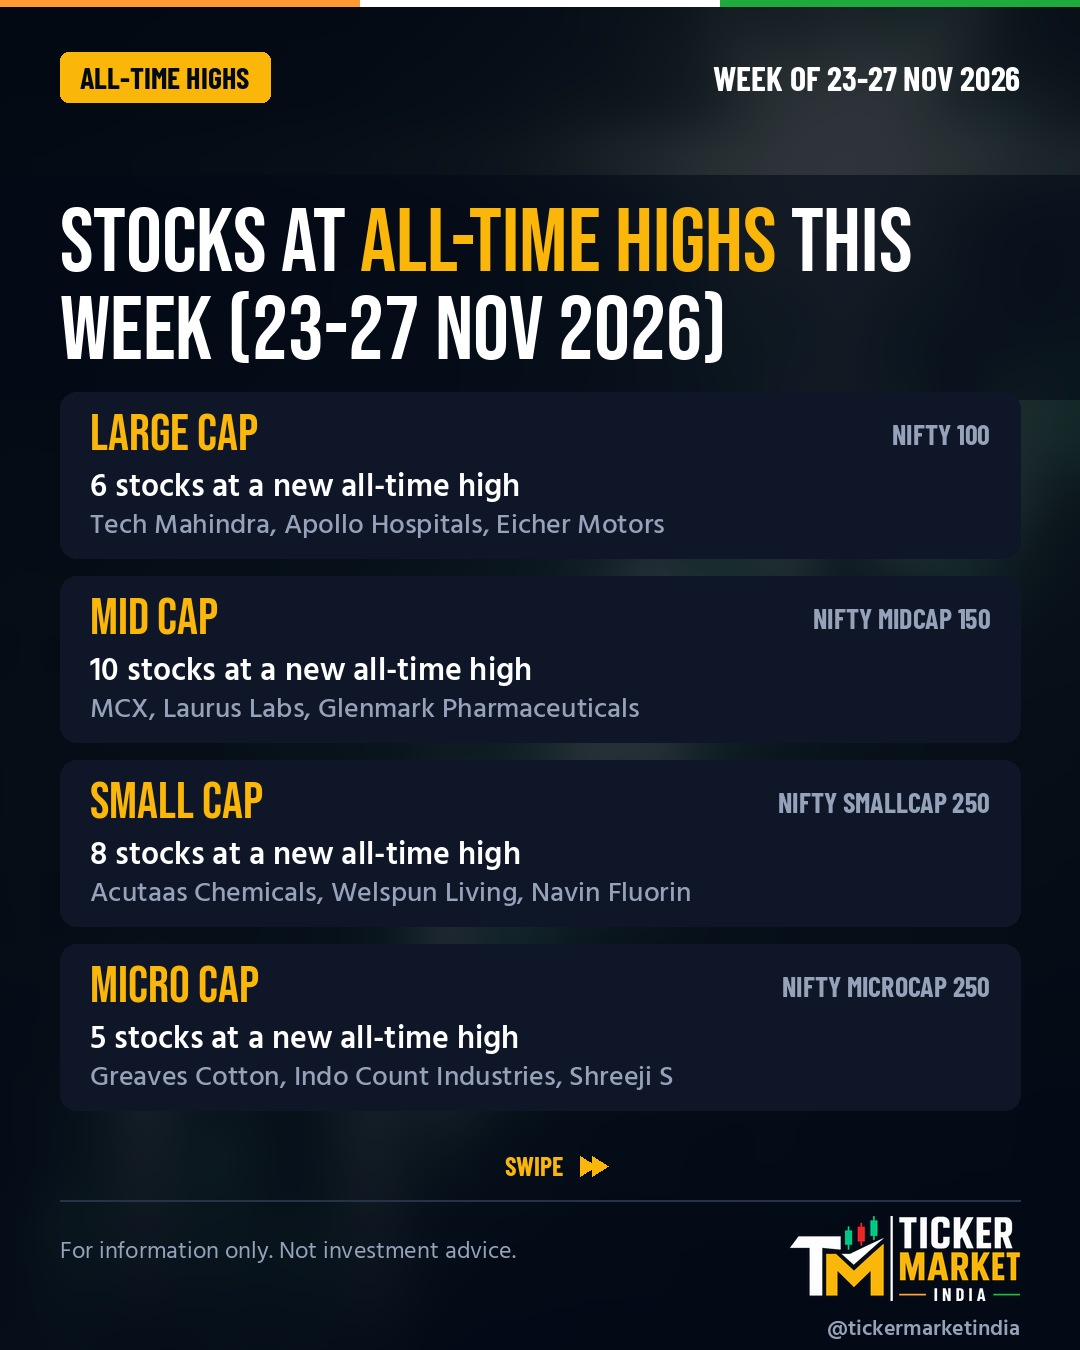 ALL-TIME HIGHS
WEEK OF 23-27 NOV 2026
STOCKS AT ALL-TIME HIGHS THIS
WEEK (23-27 NOV 2026)
LARGE CAP
NIFTY 100
6 stocks at a new all-time high
Tech Mahindra, Apollo Hospitals, Eicher Motors
MID CAP
NIFTY MIDCAP 150
10 stocks at a new all-time high
MCX, Laurus Labs, Glenmark Pharmaceuticals
SMALL CAP
NIFTY SMALLCAP 250
8 stocks at a new all-time high
Acutaas Chemicals, Welspun Living, Navin Fluorin
MICRO CAP
NIFTY MICROCAP 250
5 stocks at a new all-time high
Greaves Cotton, Indo Count Industries, Shreeji S
SWIPE
For information only. Not investment advice.
TM
TICKER
MARKET
INDIA
@tickermarketindia